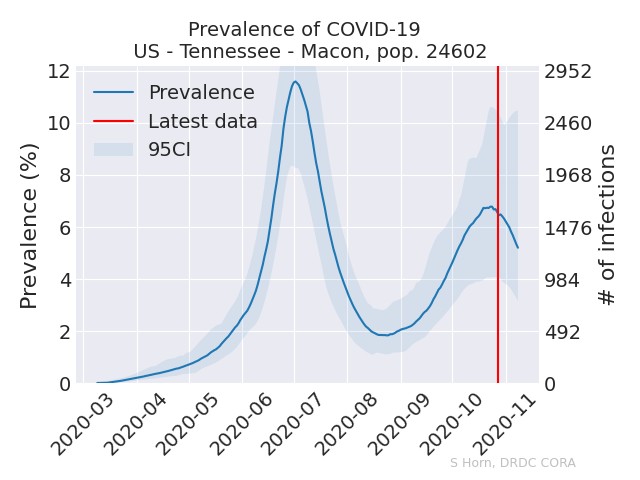 Prevalence of COVID-19
US - Tennessee - Macon, pop. 24602
Prevalence (%)
12
10
8
6
4
2
0
Prevalence
Latest data
95CI
2952
2460
1968
1476
984
492
0
# of infections
2020-03
2020-04
2020-05
2020-06
2020-07
2020-08
2020-09
2020-10
2020-11
S Horn, DRDC CORA